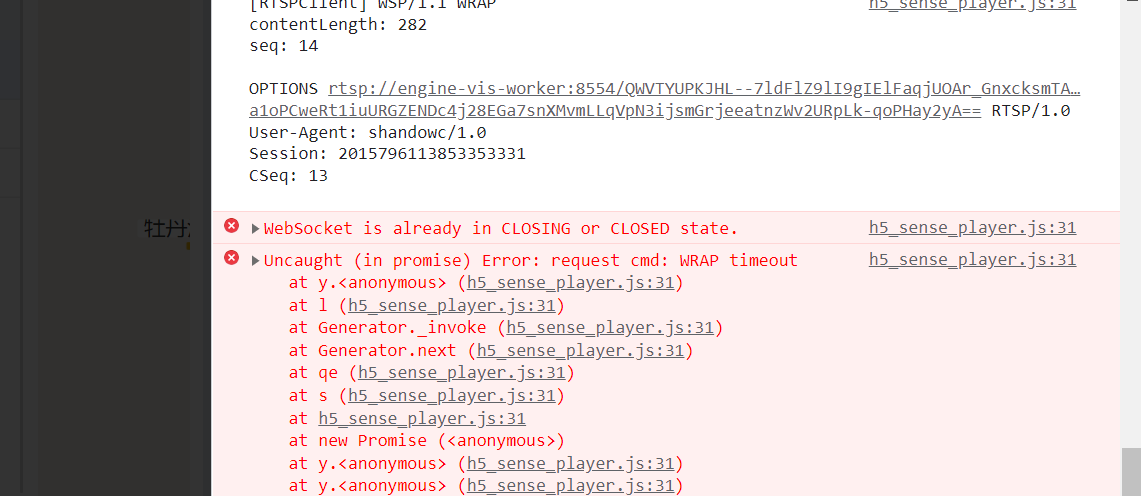 [RTSPClient] WSP/1.1 WRAP h5_sense_player.js:31
contentLength: 282
seq: 14
OPTIONS rtsp://engine-vis-worker:8554/QWVTYUPKJHL--7ldFlZ9lI9gIElFaqjUOAr_GnxcksmTA…
a1oPCweRt1iuURGZENDc4j28EGa7snXMvmLLqVpN3ijsmGrjeeatnzWv2URpLk-qoPHay2yA== RTSP/1.0
User-Agent: shandowc/1.0
Session: 2015796113853353331
CSeq: 13
牡丹
WebSocket is already in CLOSING or CLOSED state. h5_sense_player.js:31
Uncaught (in promise) Error: request cmd: WRAP timeout h5_sense_player.js:31
at y.<anonymous> (h5_sense_player.js:31)
at l (h5_sense_player.js:31)
at Generator._invoke (h5_sense_player.js:31)
at Generator.next (h5_sense_player.js:31)
at qe (h5_sense_player.js:31)
at s (h5_sense_player.js:31)
at h5_sense_player.js:31
at new Promise (<anonymous>)
at y.<anonymous> (h5_sense_player.js:31)
at y.<anonymous> (h5_sense_player.js:31)